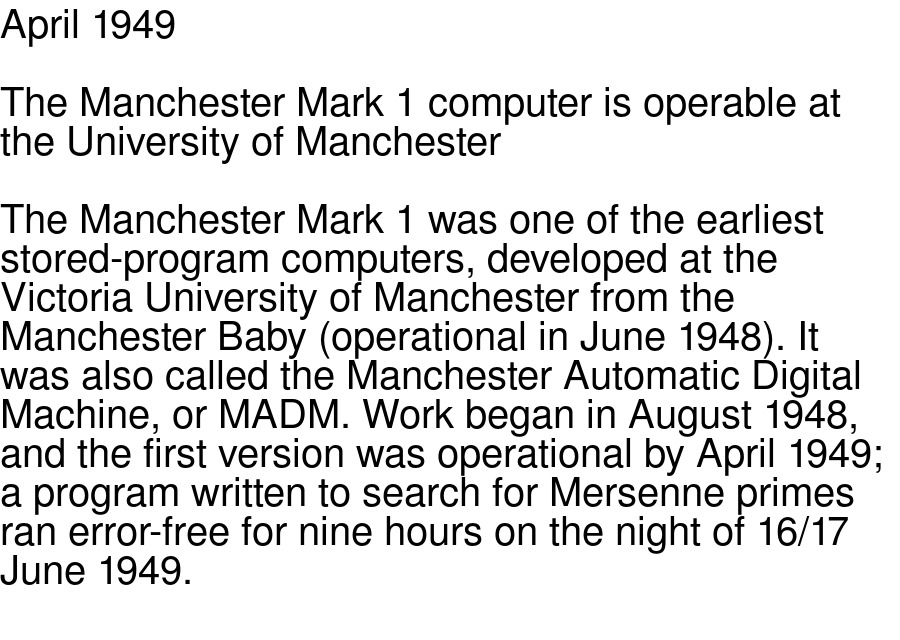 April 1949
The Manchester Mark 1 computer is operable at
the University of Manchester
The Manchester Mark 1 was one of the earliest
stored-program computers, developed at the
Victoria University of Manchester from the
Manchester Baby (operational in June 1948). It
was also called the Manchester Automatic Digital
Machine, or MADM. Work began in August 1948,
and the first version was operational by April 1949;
a program written to search for Mersenne primes
ran error-free for nine hours on the night of 16/17
June 1949.